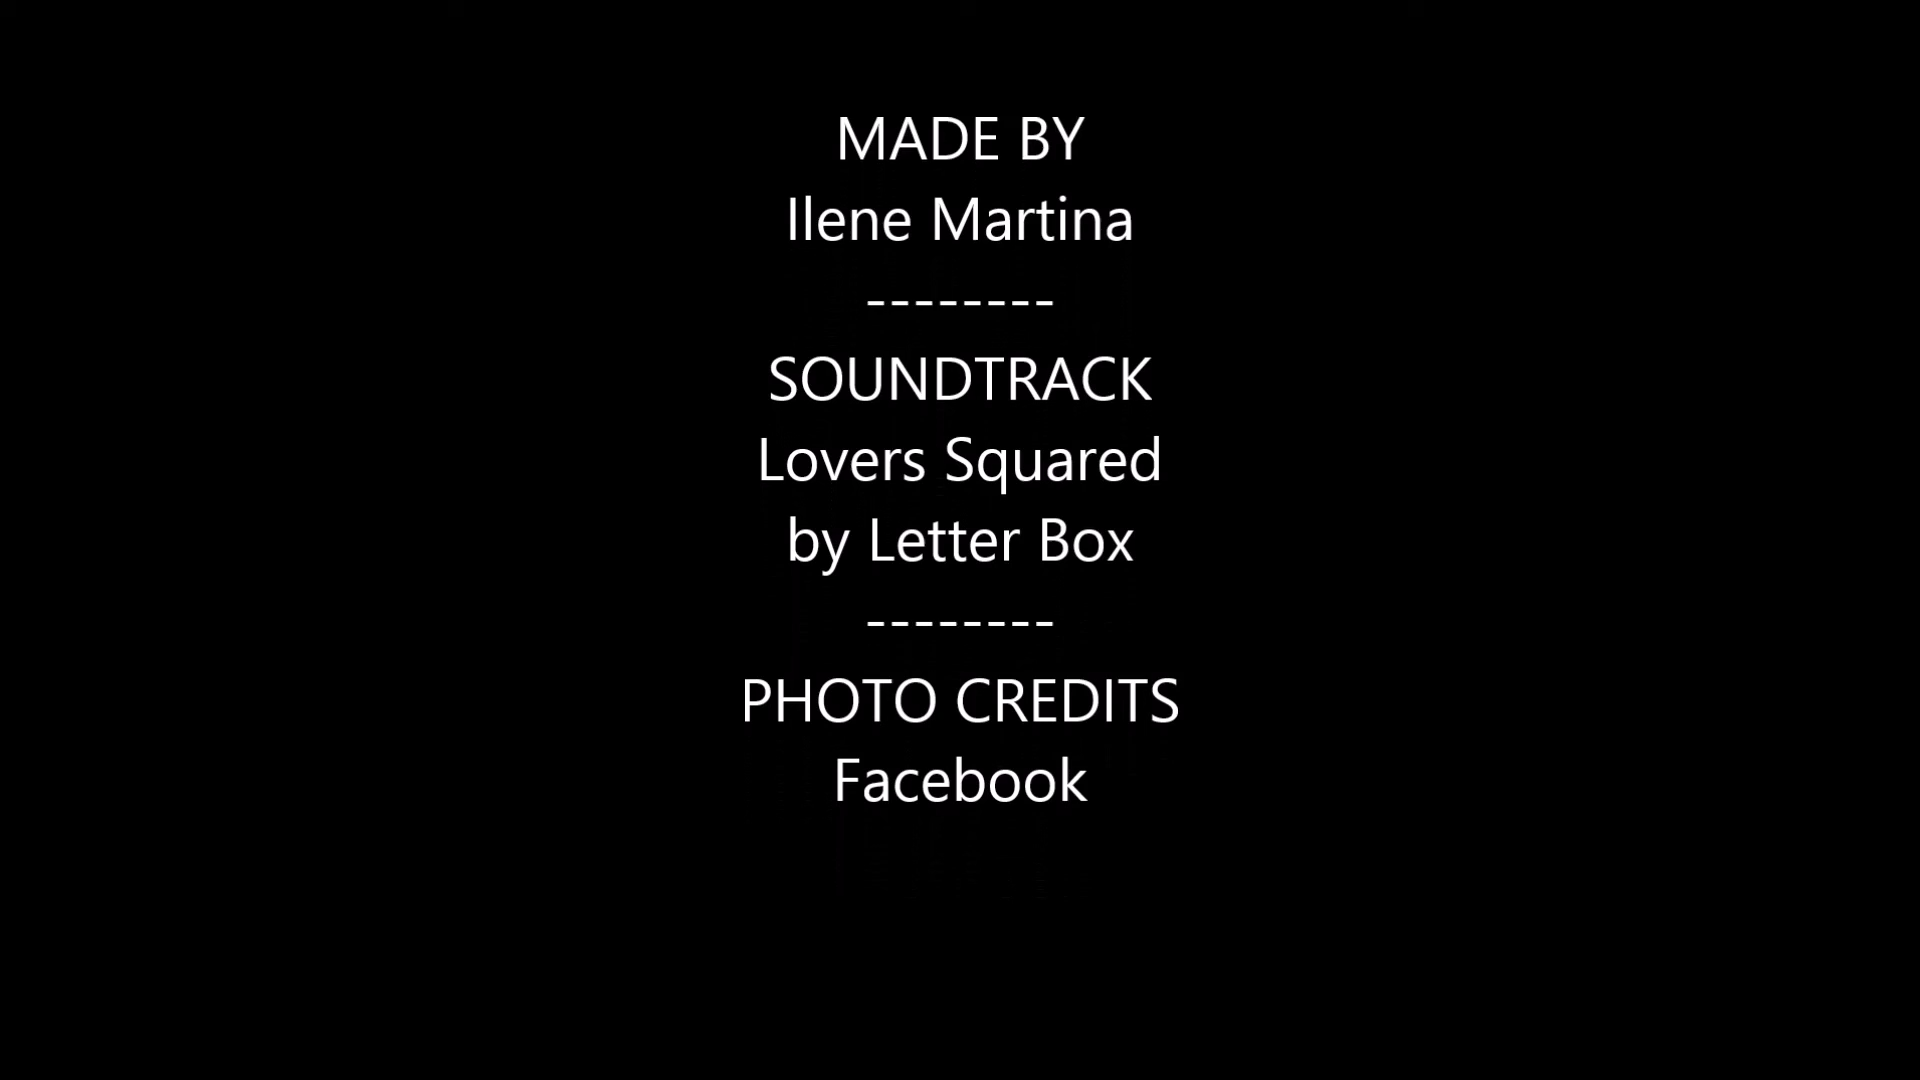 MADE BY
Ilene Martina
--------
SOUNDTRACK
Lovers Squared
by Letter Box
--------
PHOTO CREDITS
Facebook